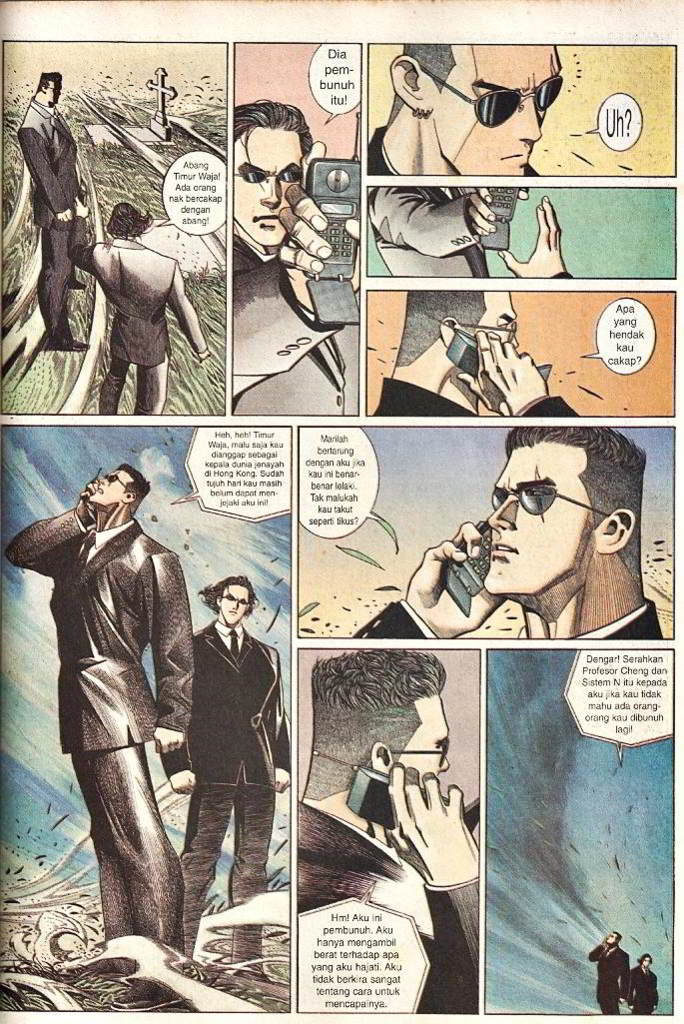 Abang
Timur Waja!
Ada orang
nak bercakap
dengan
abang!
Dia
pem-
bunuh
itu!
Uh?
Apa
yang
hendak
kau
cakap?
Heh, heh! Timur
Waja, malu saja kau
dianggap sebagai
kepala dunia jenayah
di Hong Kong. Sudah
tujuh hari kau masih
belum dapat men-
jejaki aku ini!
Marilah
bertarung
dengan aku jika
kau ini benar-
benar lelaki.
Tak malukah
kau takut
seperti tikus?
Hm! Aku ini
pembunuh. Aku
hanya mengambil
berat terhadap apa
yang aku hajati. Aku
tidak berkira sangat
tentang cara untuk
mencapainya.
Dengar! Serahkan
Profesor Cheng dan
Sistem N itu kepada
aku jika kau tidak
mahu ada orang-
orang kau dibunuh
lagi!